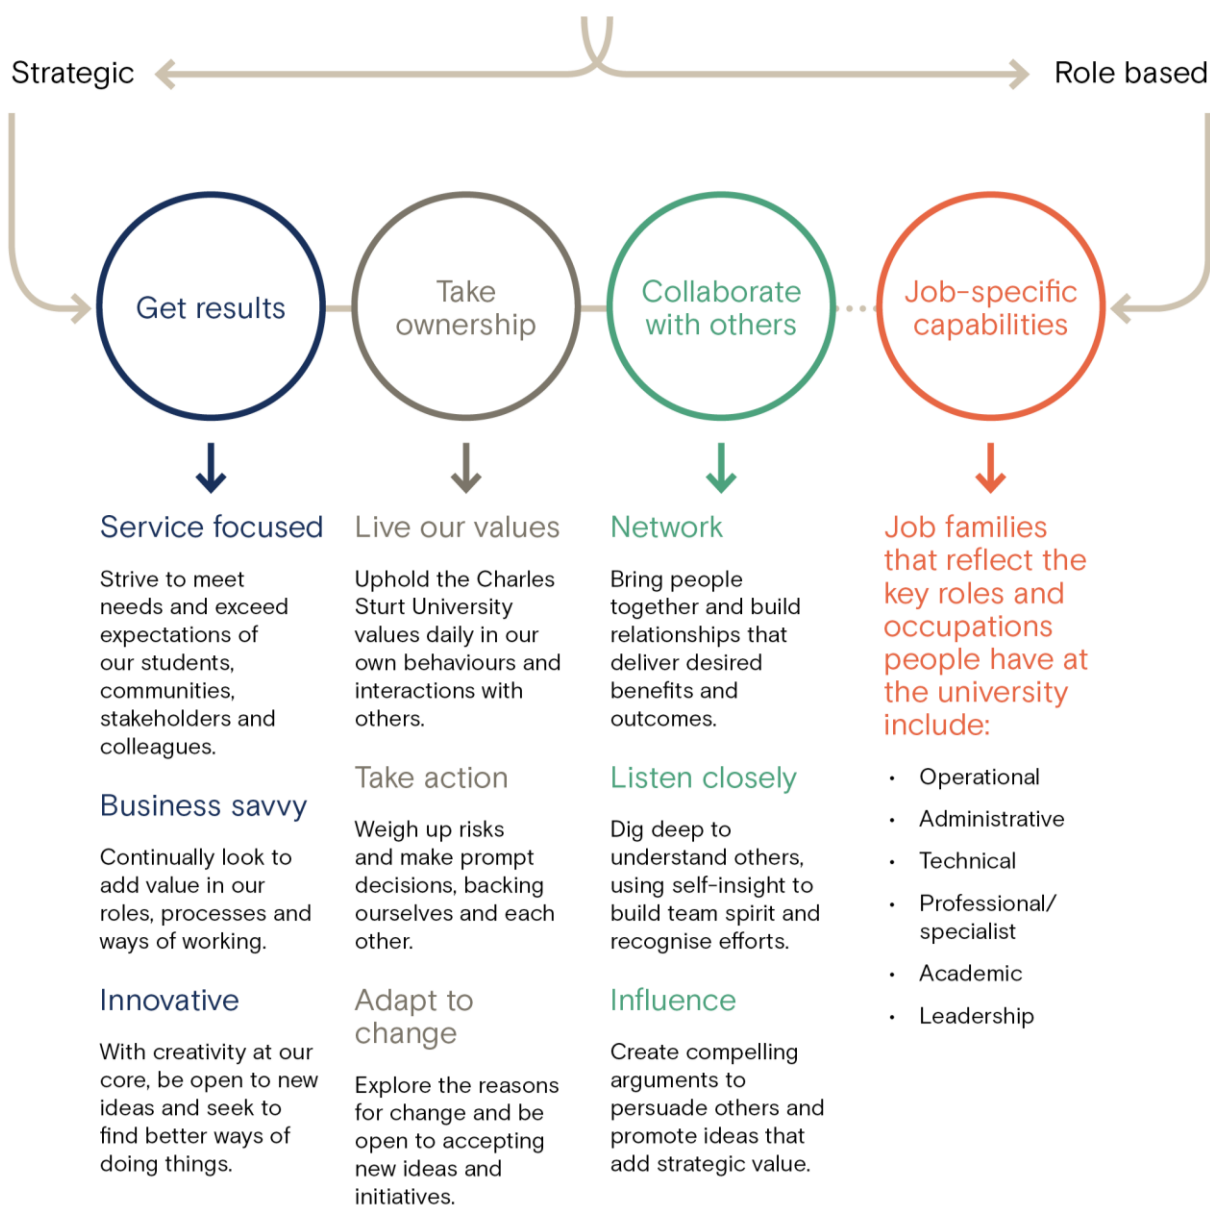 Strategic
Role based
Get results
Take
ownership
Collaborate
with others
Job-specific
capabilities
Service focused
Strive to meet
needs and exceed
expectations of
our students,
communities,
stakeholders and
colleagues.
Business savvy
Continually look to
add value in our
roles, processes and
ways of working.
Innovative
With creativity at our
core, be open to new
ideas and seek to
find better ways of
doing things.
Live our values
Uphold the Charles
Sturt University
values daily in our
own behaviours and
interactions with
others.
Take action
Weigh up risks
and make prompt
decisions, backing
ourselves and each
other.
Adapt to
change
Explore the reasons
for change and be
open to accepting
new ideas and
initiatives.
Network
Bring people
together and build
relationships that
deliver desired
benefits and
outcomes.
Listen closely
Dig deep to
understand others,
using self-insight to
build team spirit and
recognise efforts.
Influence
Create compelling
arguments to
persuade others and
promote ideas that
add strategic value.
Job families
that reflect the
key roles and
occupations
people have at
the university
include:
• Operational
• Administrative
• Technical
• Professional/
specialist
• Academic
• Leadership